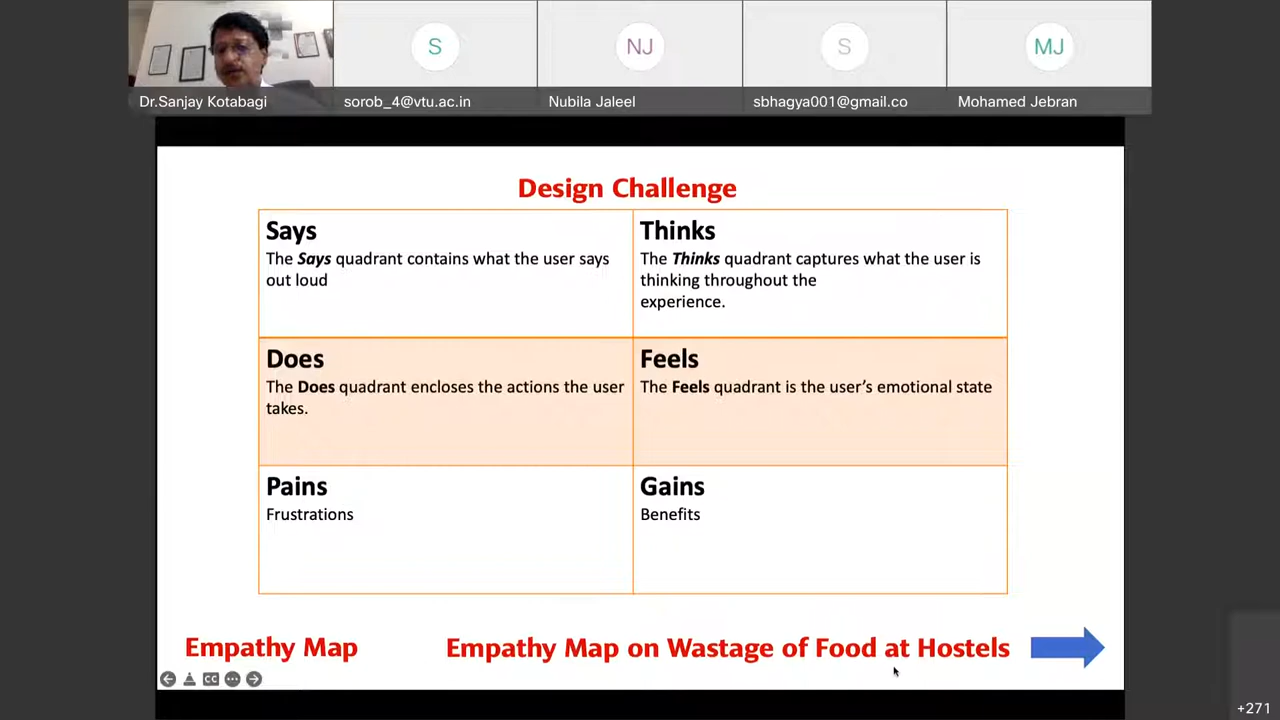 S
NJ
S
MJ
Dr.Sanjay Kotabagi
sorob_4@vtu.ac.in
Nubila Jaleel
sbhagya001@gmail.co
Mohamed Jebran
Design Challenge
Says
The Says quadrant contains what the user says
out loud
Thinks
The Thinks quadrant captures what the user is
thinking throughout the
experience.
Does
The Does quadrant encloses the actions the user
takes.
Feels
The Feels quadrant is the user's emotional state
Pains
Frustrations
Gains
Benefits
Empathy Map
Empathy Map on Wastage of Food at Hostels
CC
+271